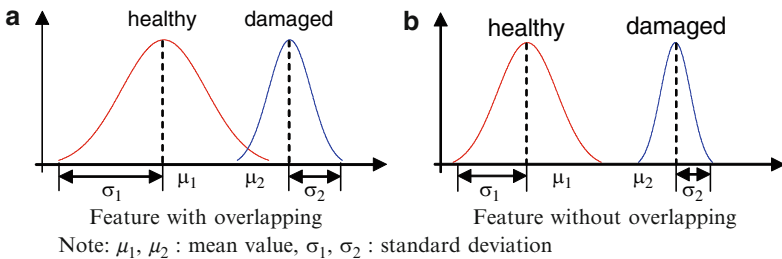 a
healthy
damaged
b
healthy
damaged
σ1 μ1 μ2 σ2
σ1 μ1 μ2 σ2
Feature with overlapping
Feature without overlapping
Note: μ1, μ2 : mean value, σ1, σ2 : standard deviation